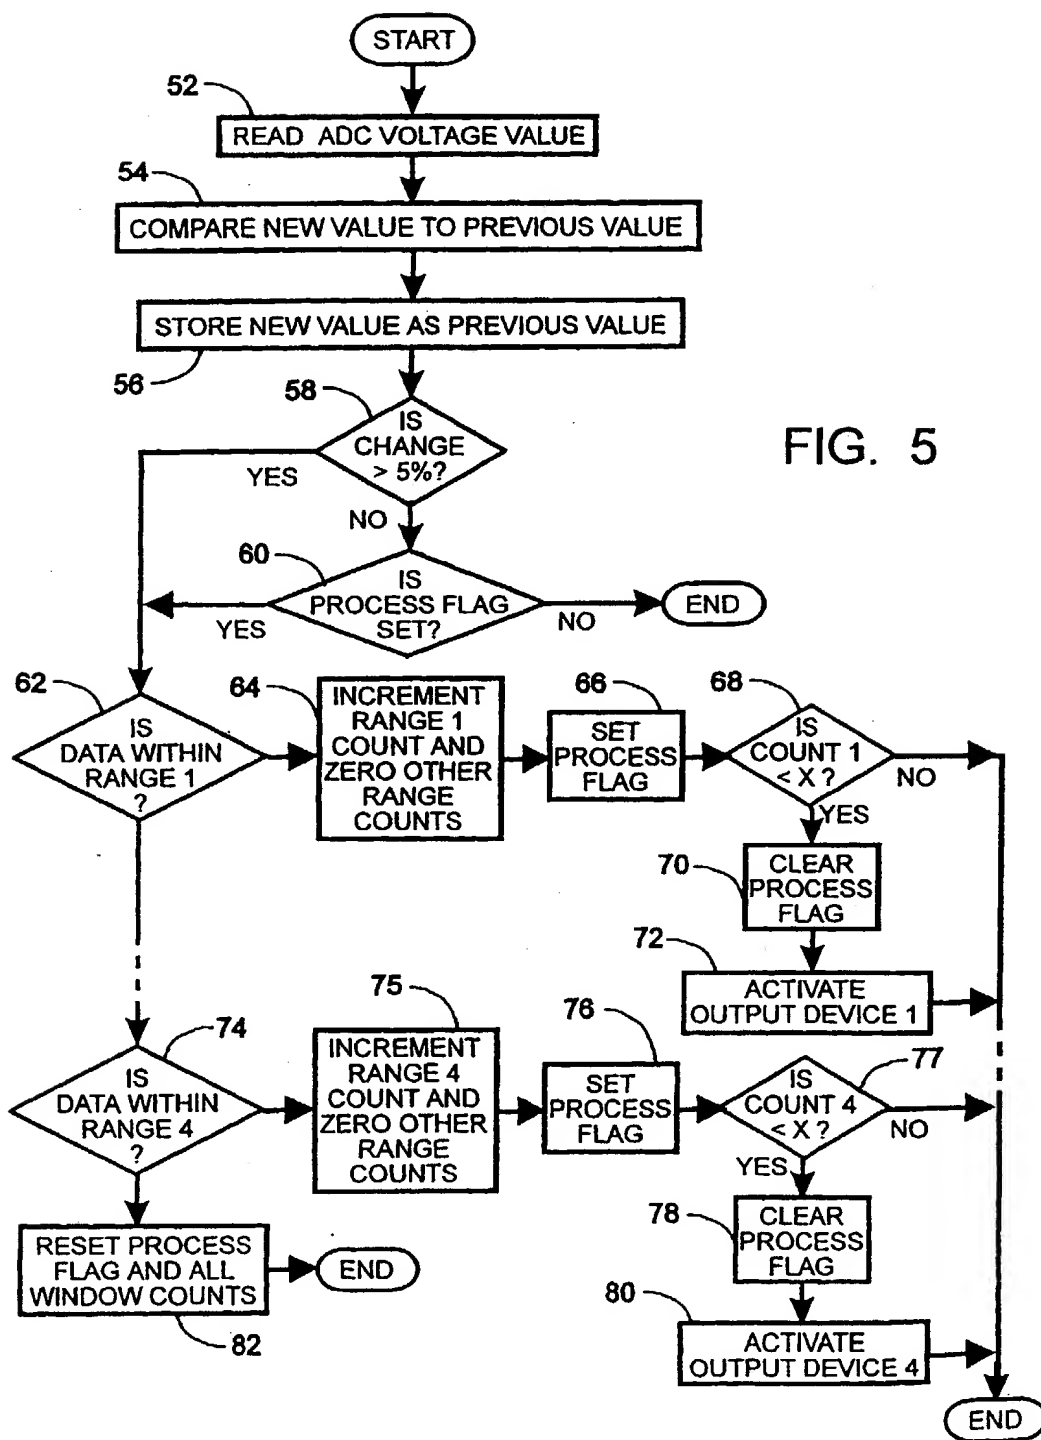 START
52
READ ADC VOLTAGE VALUE
54
COMPARE NEW VALUE TO PREVIOUS VALUE
STORE NEW VALUE AS PREVIOUS VALUE
56
58
IS
CHANGE
> 5%?
YES
NO
FIG. 5
60
IS
PROCESS FLAG
SET?
YES
NO
END
62
IS
DATA WITHIN
RANGE 1
?
64
INCREMENT
RANGE 1
COUNT AND
ZERO OTHER
RANGE
COUNTS
66
SET
PROCESS
FLAG
68
IS
COUNT 1
< X ?
NO
YES
70
CLEAR
PROCESS
FLAG
72
ACTIVATE
OUTPUT DEVICE 1
74
IS
DATA WITHIN
RANGE 4
?
75
INCREMENT
RANGE 4
COUNT AND
ZERO OTHER
RANGE
COUNTS
76
SET
PROCESS
FLAG
77
IS
COUNT 4
< X ?
NO
YES
78
CLEAR
PROCESS
FLAG
80
ACTIVATE
OUTPUT DEVICE 4
RESET PROCESS
FLAG AND ALL
WINDOW COUNTS
82
END
END